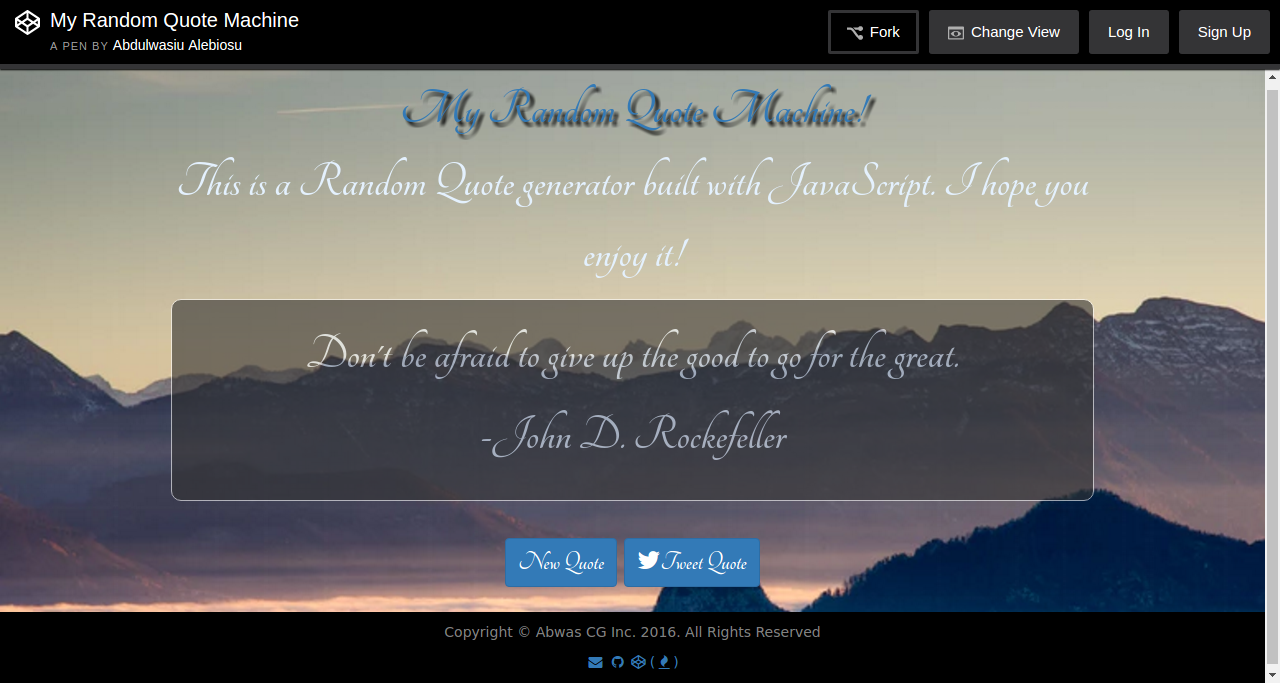 My Random Quote Machine
A PEN BY Abdulwasiu Alebiosu
Fork
Change View
Log In
Sign Up
My Random Quote Machine!
This is a Random Quote generator built with JavaScript. I hope you
enjoy it!
Don't be afraid to give up the good to go for the great.
-John D. Rockefeller
New Quote
Tweet Quote
Copyright © Abwas CG Inc. 2016. All Rights Reserved
( )